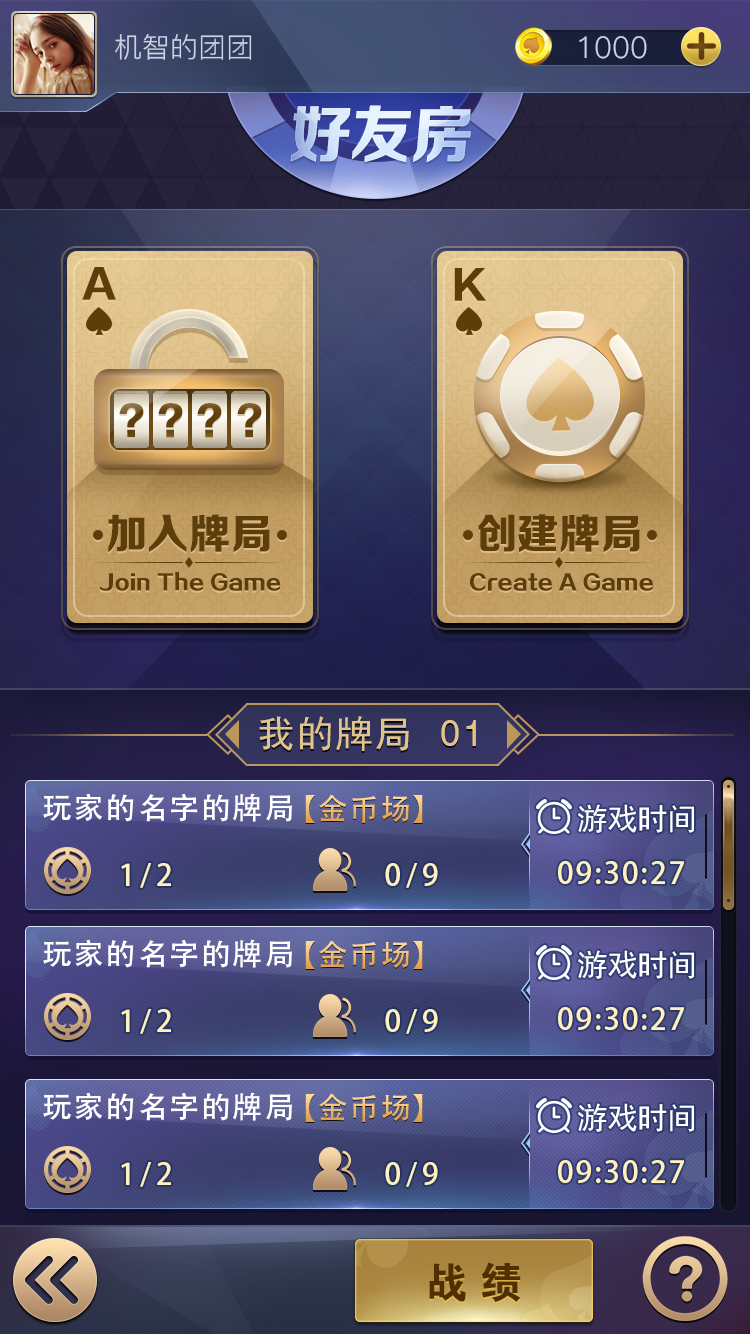 机智的团团
1000
好友房
A
K
? ? ? ?
·加入牌局·
·创建牌局·
Join The Game
Create A Game
我的牌局 01
玩家的名字的牌局【金币场】
游戏时间
1/2
0/9
09:30:27
玩家的名字的牌局【金币场】
游戏时间
1/2
0/9
09:30:27
玩家的名字的牌局【金币场】
游戏时间
1/2
0/9
09:30:27
战绩
?